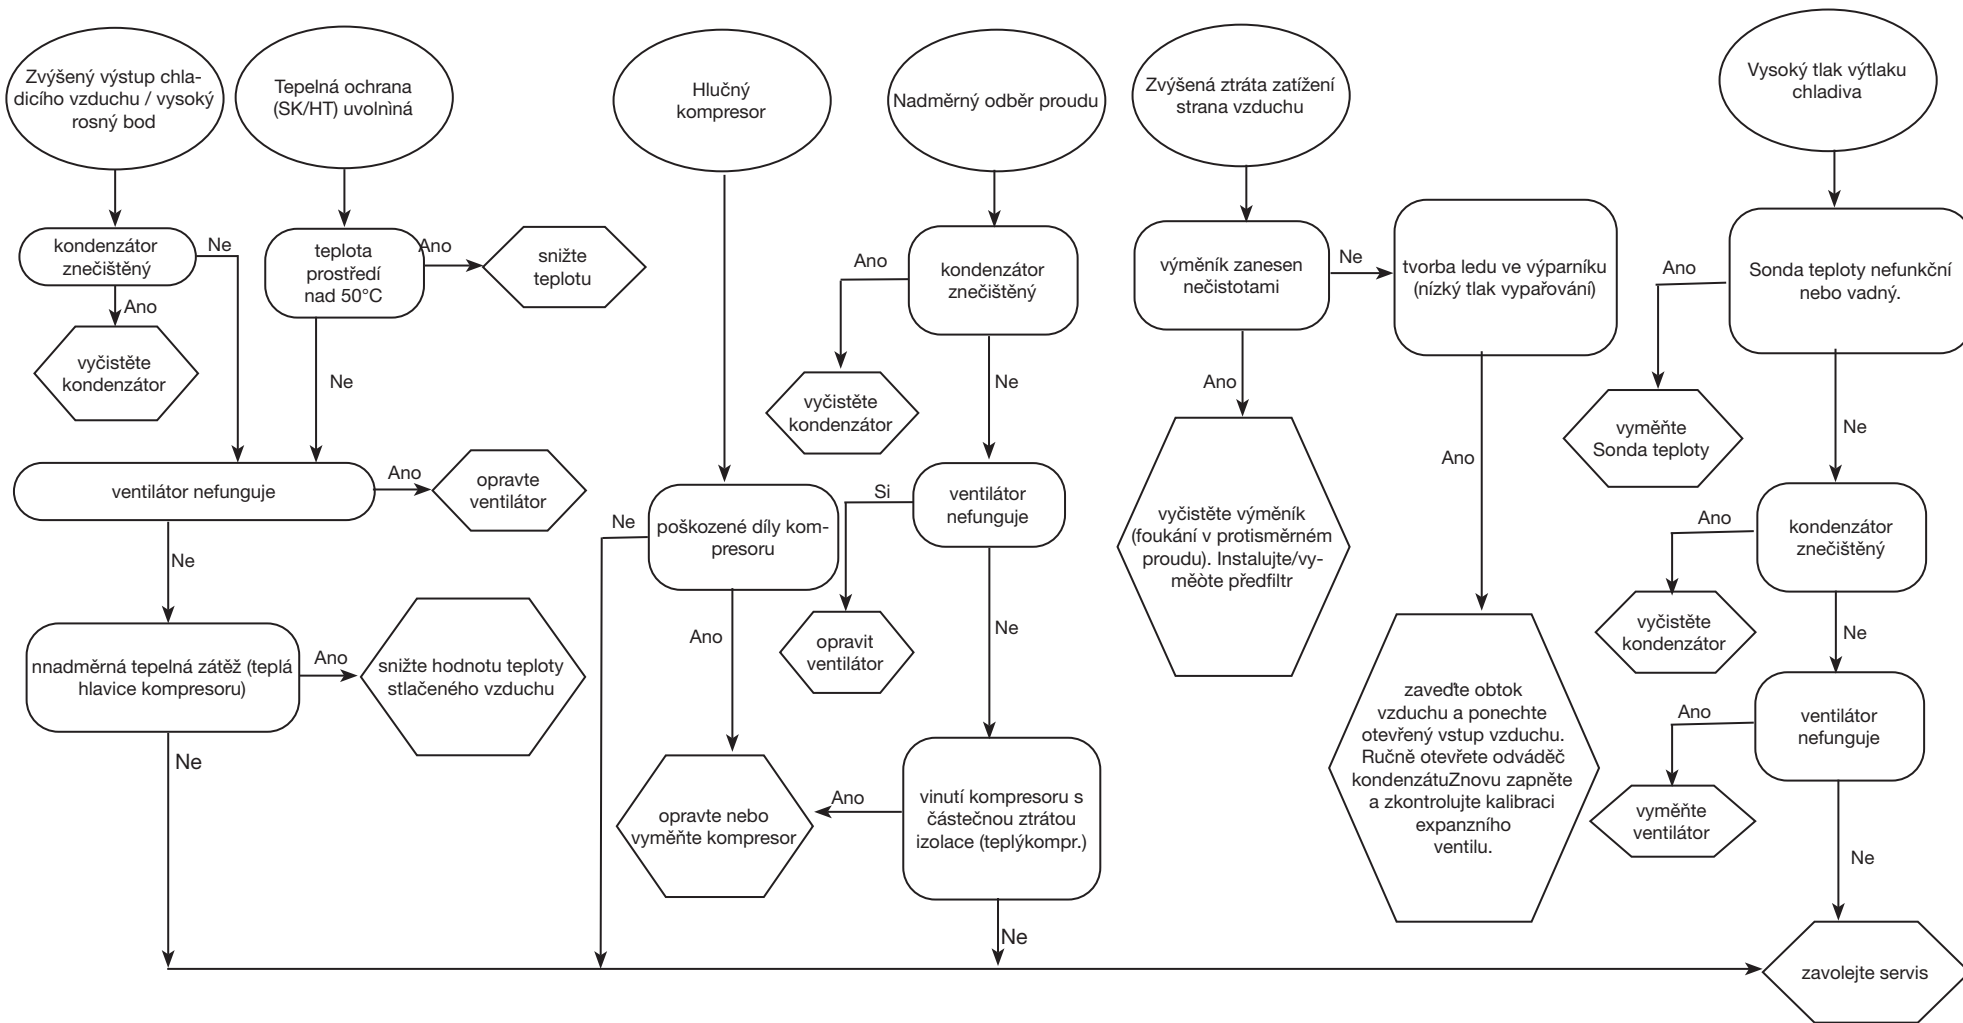 Zvýšený výstup chla-
dicího vzduchu / vysoký
rosný bod
kondenzátor
znečištěný
Ne
Ano
vyčistěte
kondenzátor
Tepelná ochrana
(SK/HT) uvolnìná
teplota
prostředí
nad 50°C
Ano
snižte
teplotu
Ne
ventilátor nefunguje
Ano
opravte
ventilátor
Ne
nnadměrná tepelná zátěž (teplá
hlavice kompresoru)
Ano
snižte hodnotu teploty
stlačeného vzduchu
Ne
Hlučný
kompresor
poškozené díly kom-
presoru
Ne
Ano
opravte nebo
vyměňte kompresor
Nadměrný odběr proudu
kondenzátor
znečištěný
Ano
vyčistěte
kondenzátor
Ne
ventilátor
nefunguje
Si
opravit
ventilátor
Ne
vinutí kompresoru s
částečnou ztrátou
izolace (teplýkompr.)
Ano
Ne
Zvýšená ztráta zatížení
strana vzduchu
výměník zanesen
nečistotami
Ne
Ano
vyčistěte výměník
(foukání v protisměrném
proudu). Instalujte/vy-
měòte předfiltr
tvorba ledu ve výparníku
(nízký tlak vypařování)
Ano
zaveďte obtok
vzduchu a ponechte
otevřený vstup vzduchu.
Ručně otevřete odváděč
kondenzátuZnovu zapněte
a zkontrolujte kalibraci
expanzního
ventilu.
Vysoký tlak výtlaku
chladiva
Sonda teploty nefunkční
nebo vadný.
Ano
vyměňte
Sonda teploty
Ne
kondenzátor
znečištěný
Ano
vyčistěte
kondenzátor
Ne
ventilátor
nefunguje
Ano
vyměňte
ventilátor
Ne
zavolejte servis